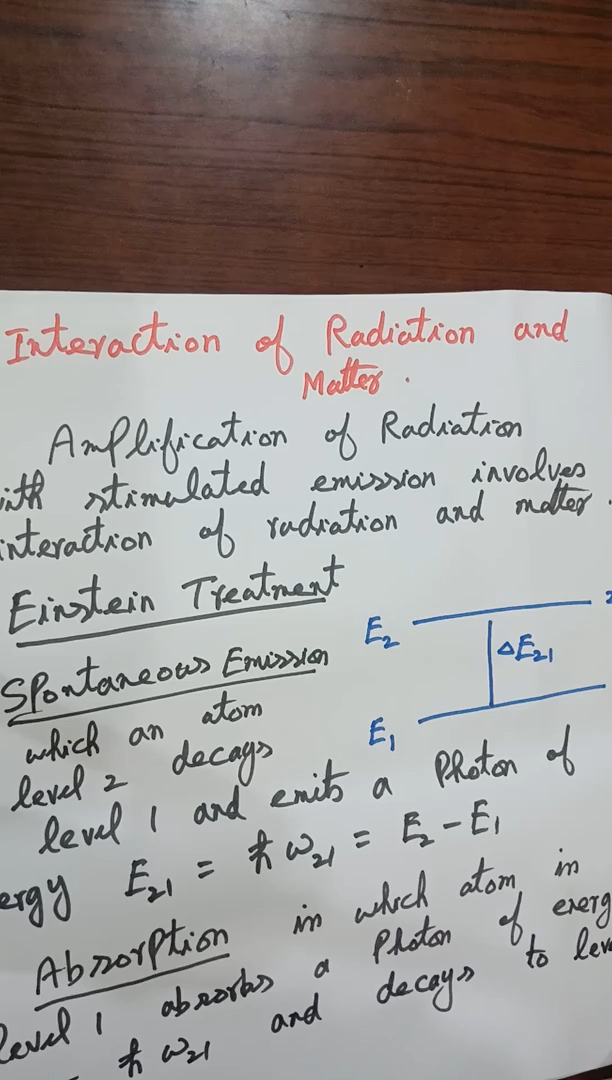 Interaction of Radiation and
Matter.
Amplification of Radiation
ith stimulated emission involves
interaction of radiation and matter.
Einstein Treatment
E₂
ΔE₂₁
Spontaneous Emission
which an atom
E₁
level 2 decays
level 1 and emits a Photon of
ergy E₂₁ = ħω₂₁ = E₂ - E₁
Absorption in which atom in
level 1 absorbs a Photon of energ
ħω₂₁ and decays to leve